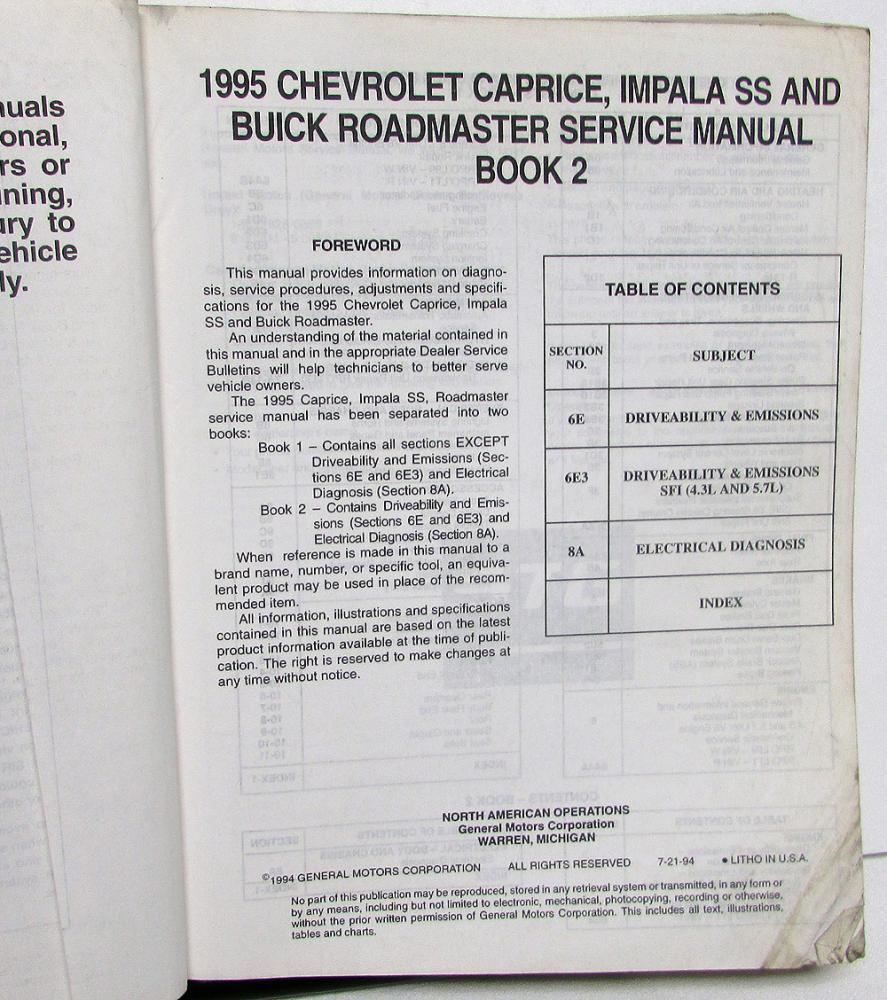 nuals
onal,
rs or
ining,
ary to
ehicle
ly.
1995 CHEVROLET CAPRICE, IMPALA SS AND
BUICK ROADMASTER SERVICE MANUAL
BOOK 2
FOREWORD
This manual provides information on diagno-
sis, service procedures, adjustments and specifi-
cations for the 1995 Chevrolet Caprice, Impala
SS and Buick Roadmaster.
An understanding of the material contained in
this manual and in the appropriate Dealer Service
Bulletins will help technicians to better serve
vehicle owners.
The 1995 Caprice, Impala SS, Roadmaster
service manual has been separated into two
books:
Book 1 – Contains all sections EXCEPT
Driveability and Emissions (Sec-
tions 6E and 6E3) and Electrical
Diagnosis (Section 8A).
Book 2 – Contains Driveability and Emis-
sions (Sections 6E and 6E3) and
Electrical Diagnosis (Section 8A).
When reference is made in this manual to a
brand name, number, or specific tool, an equiva-
lent product may be used in place of the recom-
mended item.
All information, illustrations and specifications
contained in this manual are based on the latest
product information available at the time of publi-
cation. The right is reserved to make changes at
any time without notice.
TABLE OF CONTENTS
SECTION NO. SUBJECT
6E DRIVEABILITY & EMISSIONS
6E3 DRIVEABILITY & EMISSIONS
SFI (4.3L AND 5.7L)
8A ELECTRICAL DIAGNOSIS
INDEX
NORTH AMERICAN OPERATIONS
General Motors Corporation
WARREN, MICHIGAN
©1994 GENERAL MOTORS CORPORATION ALL RIGHTS RESERVED 7-21-94 • LITHO IN U.S.A.
No part of this publication may be reproduced, stored in any retrieval system or transmitted, in any form or
by any means, including but not limited to electronic, mechanical, photocopying, recording or otherwise,
without the prior written permission of General Motors Corporation. This includes all text, illustrations,
tables and charts.